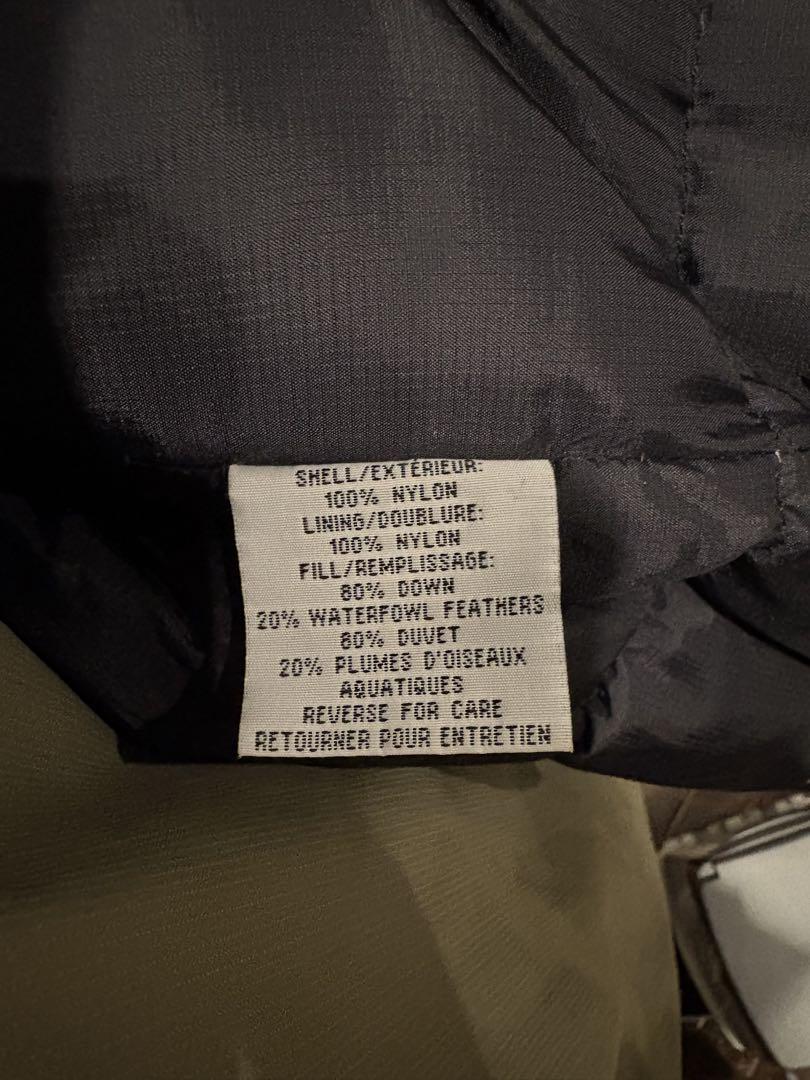 SHELL/EXTÉRIEUR:
100% NYLON
LINING/DOUBLURE:
100% NYLON
FILL/REMPLISSAGE:
80% DOWN
20% WATERFOWL FEATHERS
80% DUVET
20% PLUMES D'OISEAUX
AQUATIQUES
REVERSE FOR CARE
RETOURNER POUR ENTRETIEN